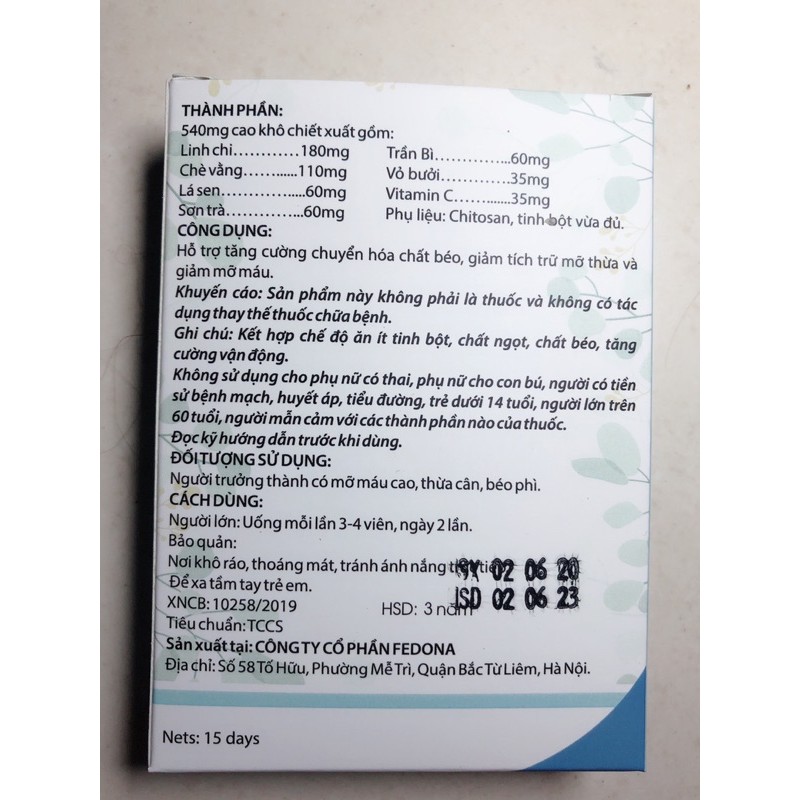 THÀNH PHẦN:
540mg cao khô chiết xuất gồm:
Linh chi…………180mg
Chè vằng……......110mg
Lá sen………….....60mg
Sơn trà…………...60mg
Trần Bì…………...60mg
Vỏ bưởi………….35mg
Vitamin C…….......35mg
Phụ liệu: Chitosan, tinh bột vừa đủ.
CÔNG DỤNG:
Hỗ trợ tăng cường chuyển hóa chất béo, giảm tích trữ mỡ thừa và
giảm mỡ máu.
Khuyến cáo: Sản phẩm này không phải là thuốc và không có tác
dụng thay thế thuốc chữa bệnh.
Ghi chú: Kết hợp chế độ ăn ít tinh bột, chất ngọt, chất béo, tăng
cường vận động.
Không sử dụng cho phụ nữ có thai, phụ nữ cho con bú, người có tiền
sử bệnh mạch, huyết áp, tiểu đường, trẻ dưới 14 tuổi, người lớn trên
60 tuổi, người mẫn cảm với các thành phần nào của thuốc.
Đọc kỹ hướng dẫn trước khi dùng.
ĐỐI TƯỢNG SỬ DỤNG:
Người trưởng thành có mỡ máu cao, thừa cân, béo phì.
CÁCH DÙNG:
Người lớn: Uống mỗi lần 3-4 viên, ngày 2 lần.
Bảo quản:
Nơi khô ráo, thoáng mát, tránh ánh nắng
SX 02 06 20
Để xa tầm tay trẻ em.
XNCB: 10258/2019
HSD: 3 năm
HSD 02 06 23
Tiêu chuẩn: TCCS
Sản xuất tại: CÔNG TY CỔ PHẦN FEDONA
Địa chỉ: Số 58 Tố Hữu, Phường Mễ Trì, Quận Bắc Từ Liêm, Hà Nội.
Nets: 15 days